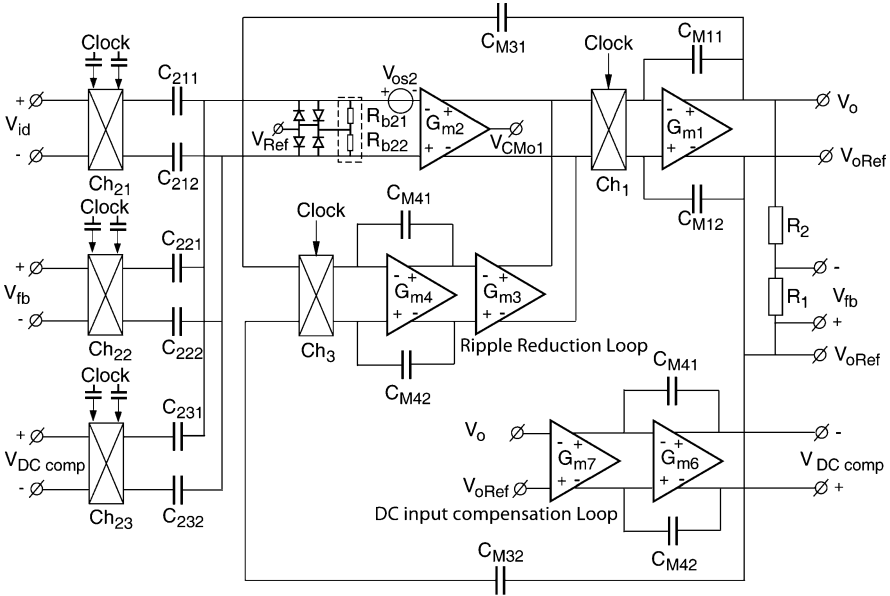 C_M31
Clock
Clock
C_M11
C_211
V_os2
+ -
+
V_id
-
R_b21
R_b22
V_Ref
- +
G_m2
+ -
V_CMo1
- +
G_m1
+ -
V_o
V_oRef
Ch_21
C_212
Ch_1
C_M12
Clock
Clock
C_M41
R_2
C_221
+
V_fb
-
- +
G_m4
+ -
- +
G_m3
+ -
-
R_1
V_fb
+
Ch_22
C_222
Ch_3
Ripple Reduction Loop
V_oRef
C_M42
Clock
C_M41
C_231
+
V_DC comp
-
V_o
- +
G_m7
+ -
- +
G_m6
+ -
-
V_DC comp
+
V_oRef
Ch_23
C_232
DC input compensation Loop
C_M32
C_M42